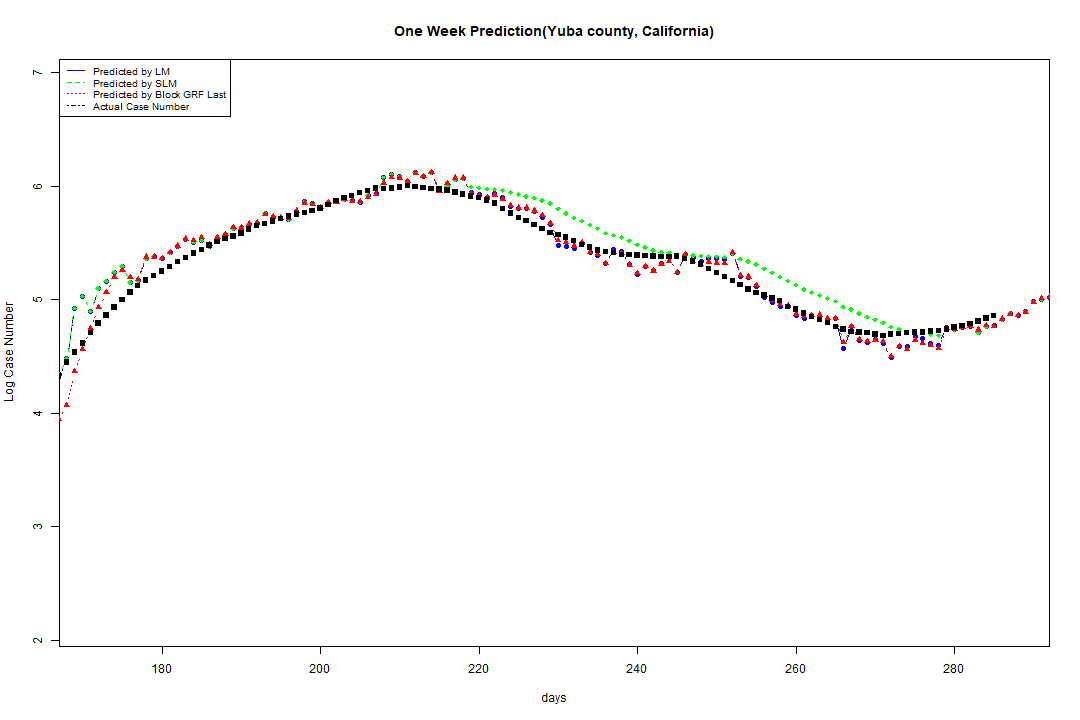 One Week Prediction(Yuba county, California)
Predicted by LM
Predicted by SLM
Predicted by Block GRF Last
Actual Case Number
7
6
5
4
3
2
Log Case Number
180
200
220
240
260
280
days